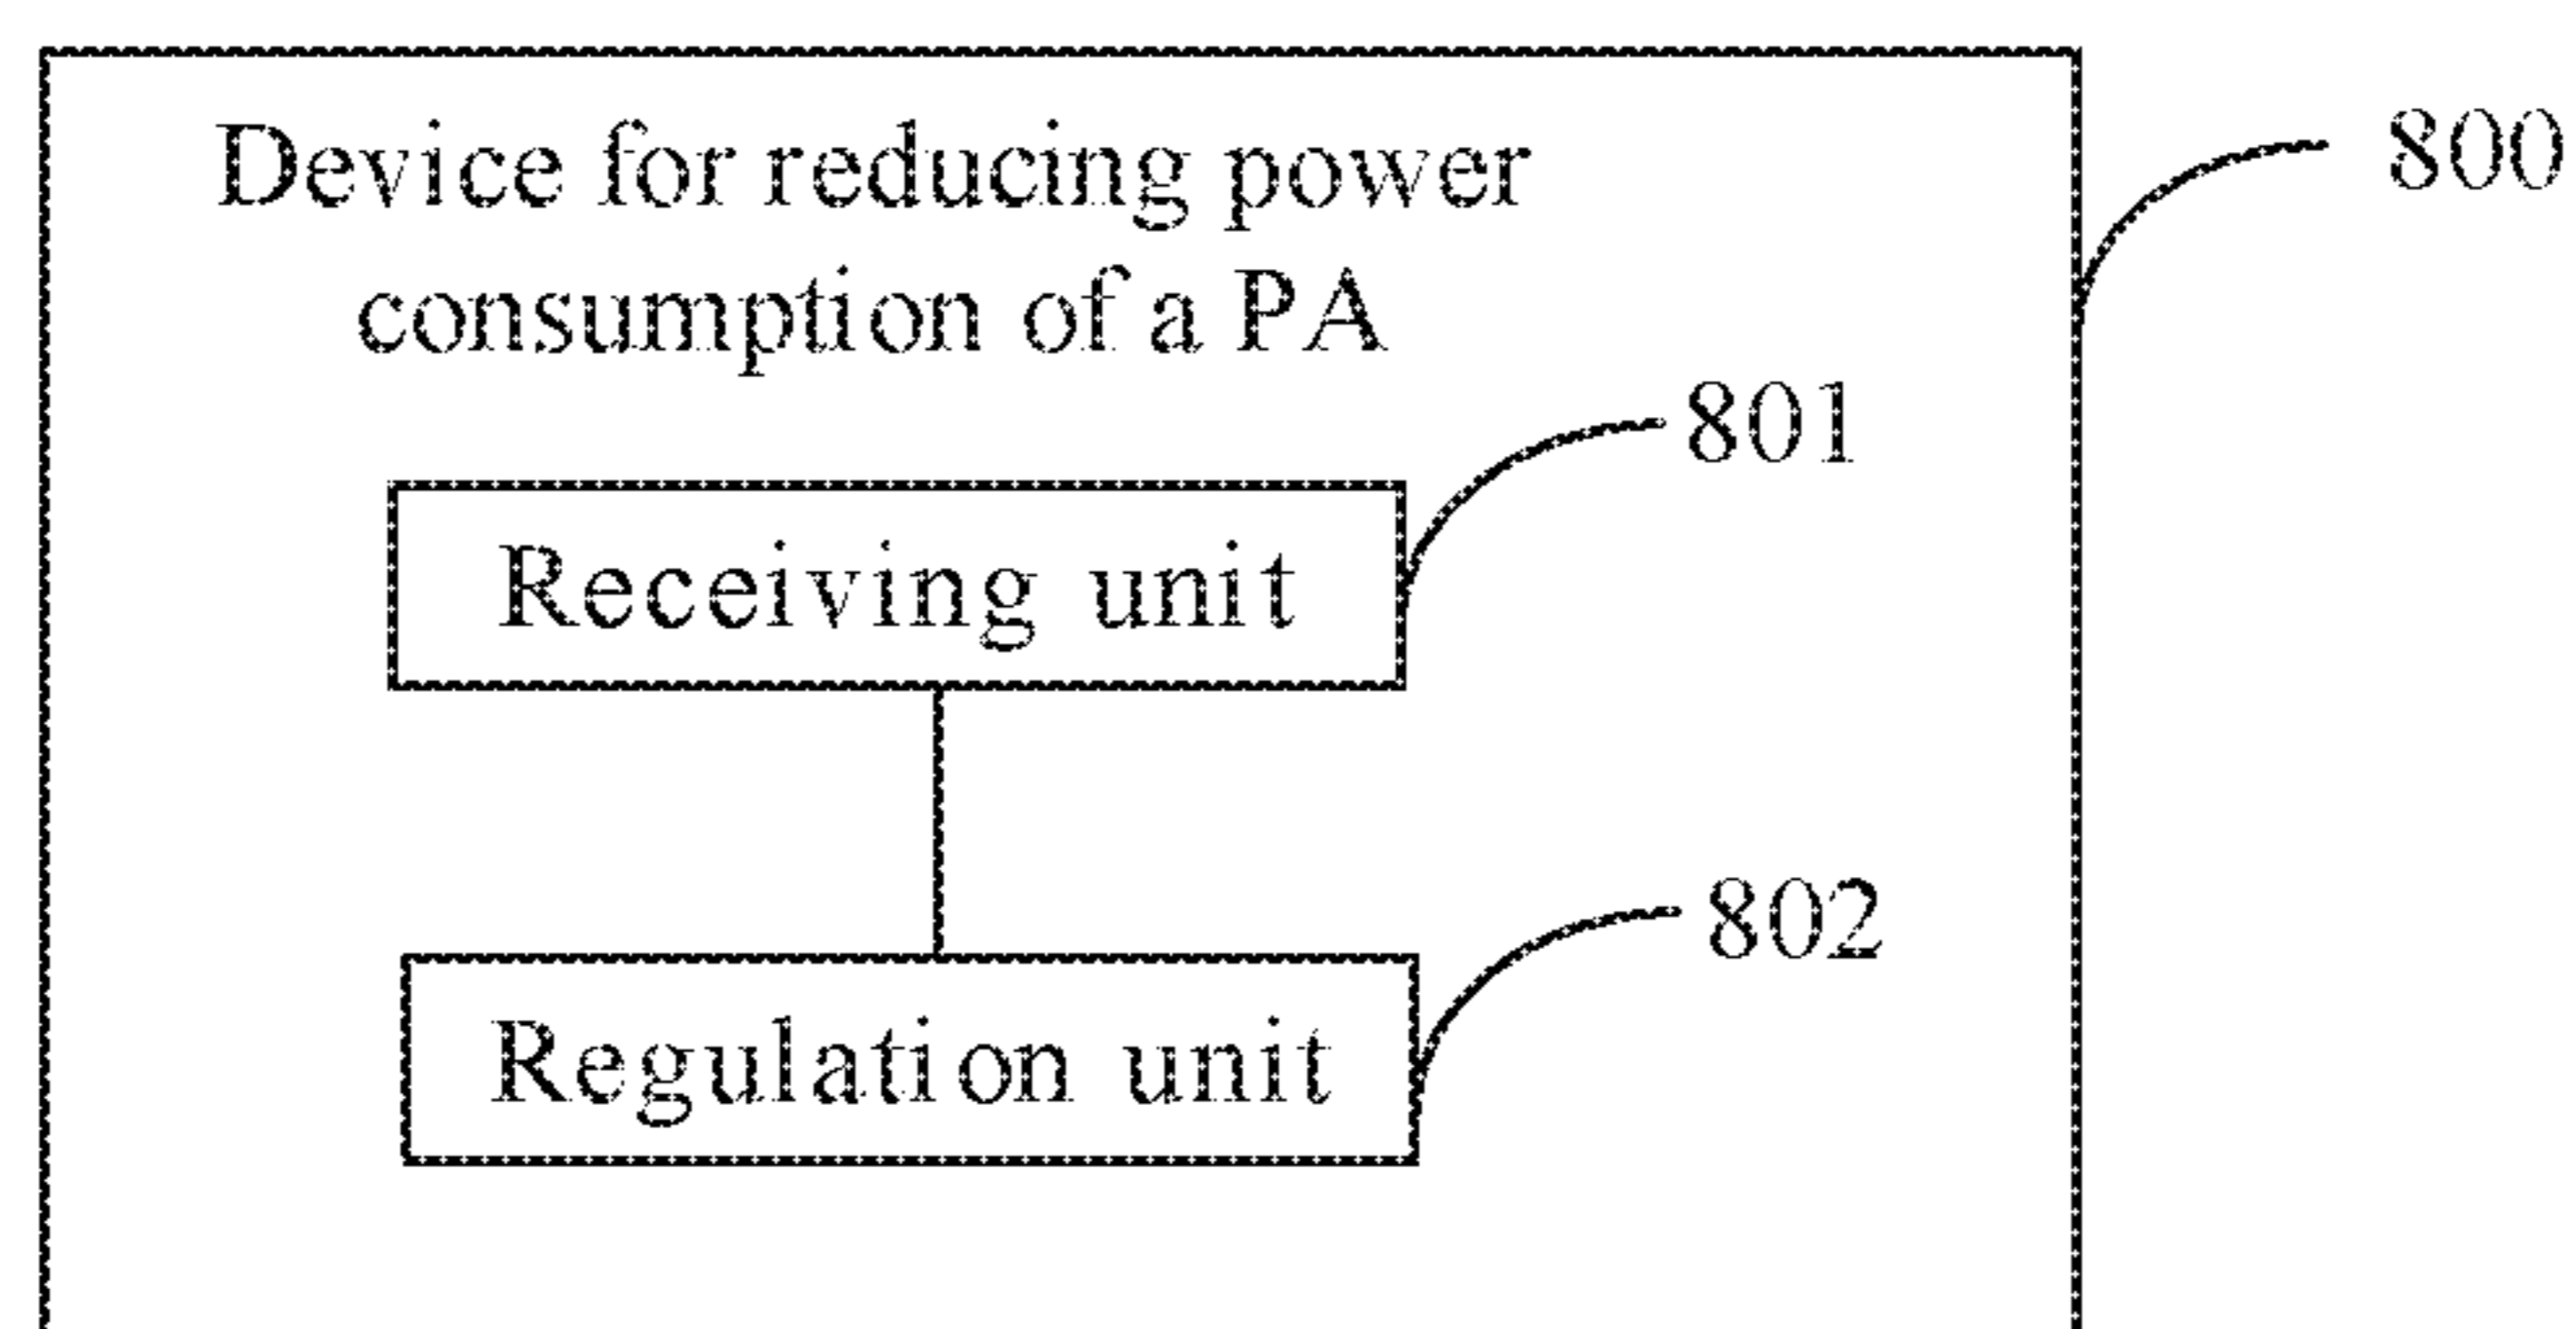 Device for reducing power
consumption of a PA
800
801
Receiving unit
802
Regulation unit